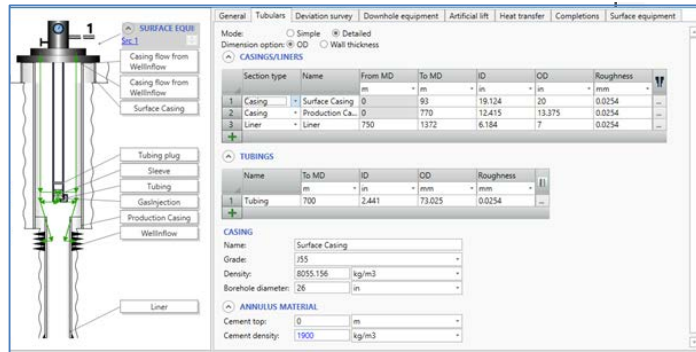 1
SURFACE EQUI
Src 1
Casing flow from
WellInflow
Casing flow from
WellInflow
Surface Casing
Tubing plug
Sleeve
Tubing
GasInjection
Production Casing
WellInflow
Liner
General Tubulars Deviation survey Downhole equipment Artificial lift Heat transfer Completions Surface equipment
Mode: Simple Detailed
Dimension option: OD Wall thickness
CASINGS/LINERS
Section type Name From MD To MD ID OD Roughness
m m in in mm
1 Casing Surface Casing 0 93 19.124 20 0.0254 ...
2 Casing Production Ca... 0 770 12.415 13.375 0.0254 ...
3 Liner Liner 750 1372 6.184 7 0.0254 ...
+
TUBINGS
Name To MD ID OD Roughness
m in mm mm
1 Tubing 700 2.441 73.025 0.0254 ...
+
CASING
Name: Surface Casing
Grade: J55
Density: 8055.156 kg/m3
Borehole diameter: 26 in
ANNULUS MATERIAL
Cement top: 0 m
Cement density: 1900 kg/m3